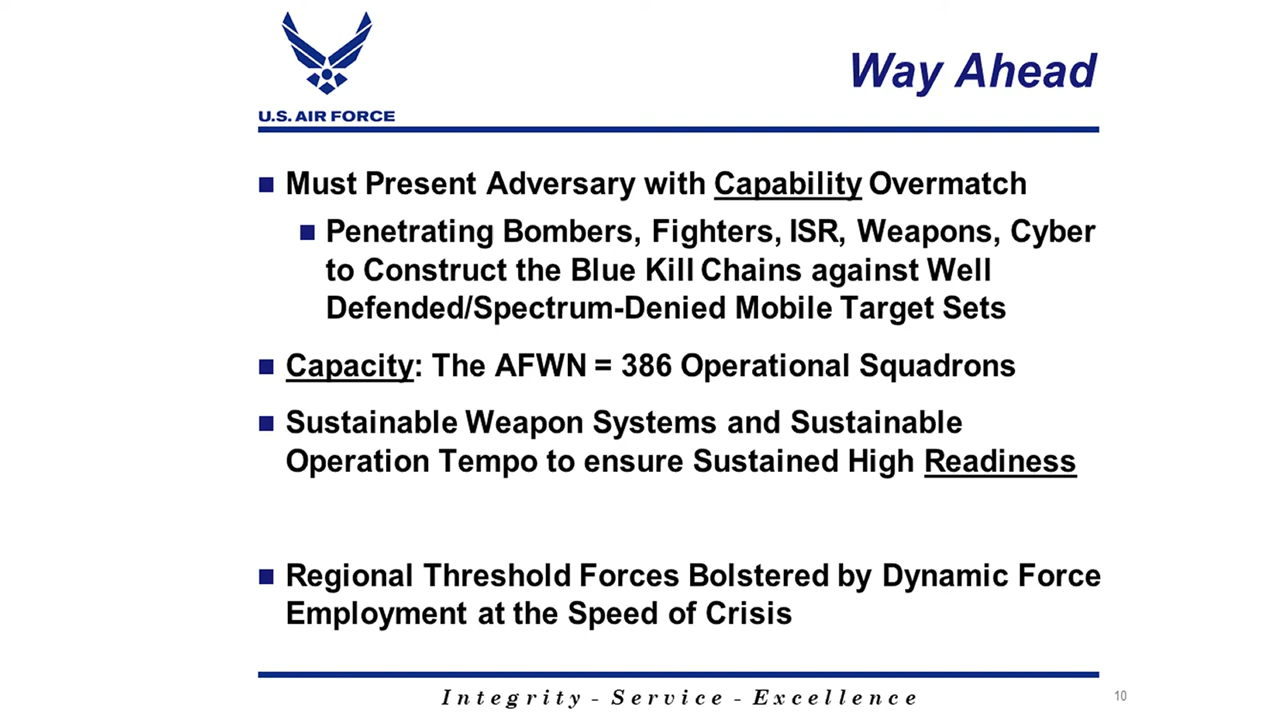 Way Ahead
U.S. AIR FORCE
Must Present Adversary with Capability Overmatch
Penetrating Bombers, Fighters, ISR, Weapons, Cyber
to Construct the Blue Kill Chains against Well
Defended/Spectrum-Denied Mobile Target Sets
Capacity: The AFWN = 386 Operational Squadrons
Sustainable Weapon Systems and Sustainable
Operation Tempo to ensure Sustained High Readiness
Regional Threshold Forces Bolstered by Dynamic Force
Employment at the Speed of Crisis
Integrity - Service - Excellence
10